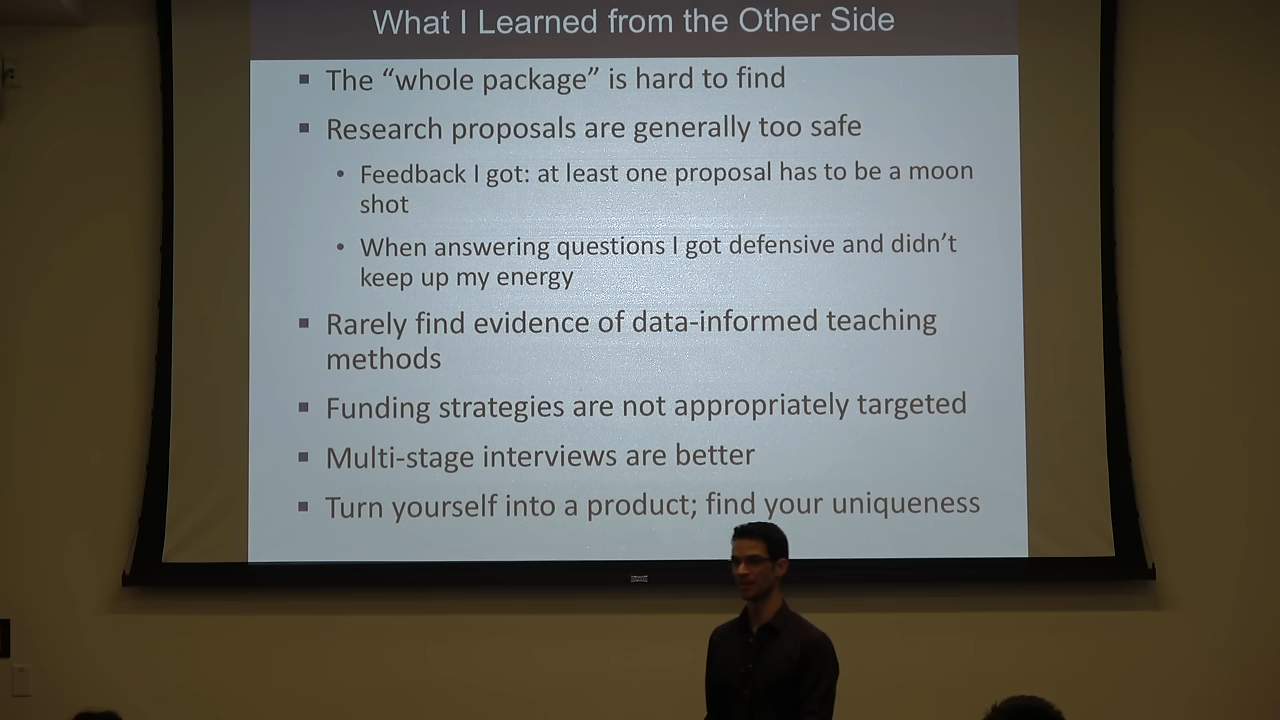 What I Learned from the Other Side
▪ The “whole package” is hard to find
▪ Research proposals are generally too safe
• Feedback I got: at least one proposal has to be a moon
shot
• When answering questions I got defensive and didn’t
keep up my energy
▪ Rarely find evidence of data-informed teaching
methods
▪ Funding strategies are not appropriately targeted
▪ Multi-stage interviews are better
▪ Turn yourself into a product; find your uniqueness